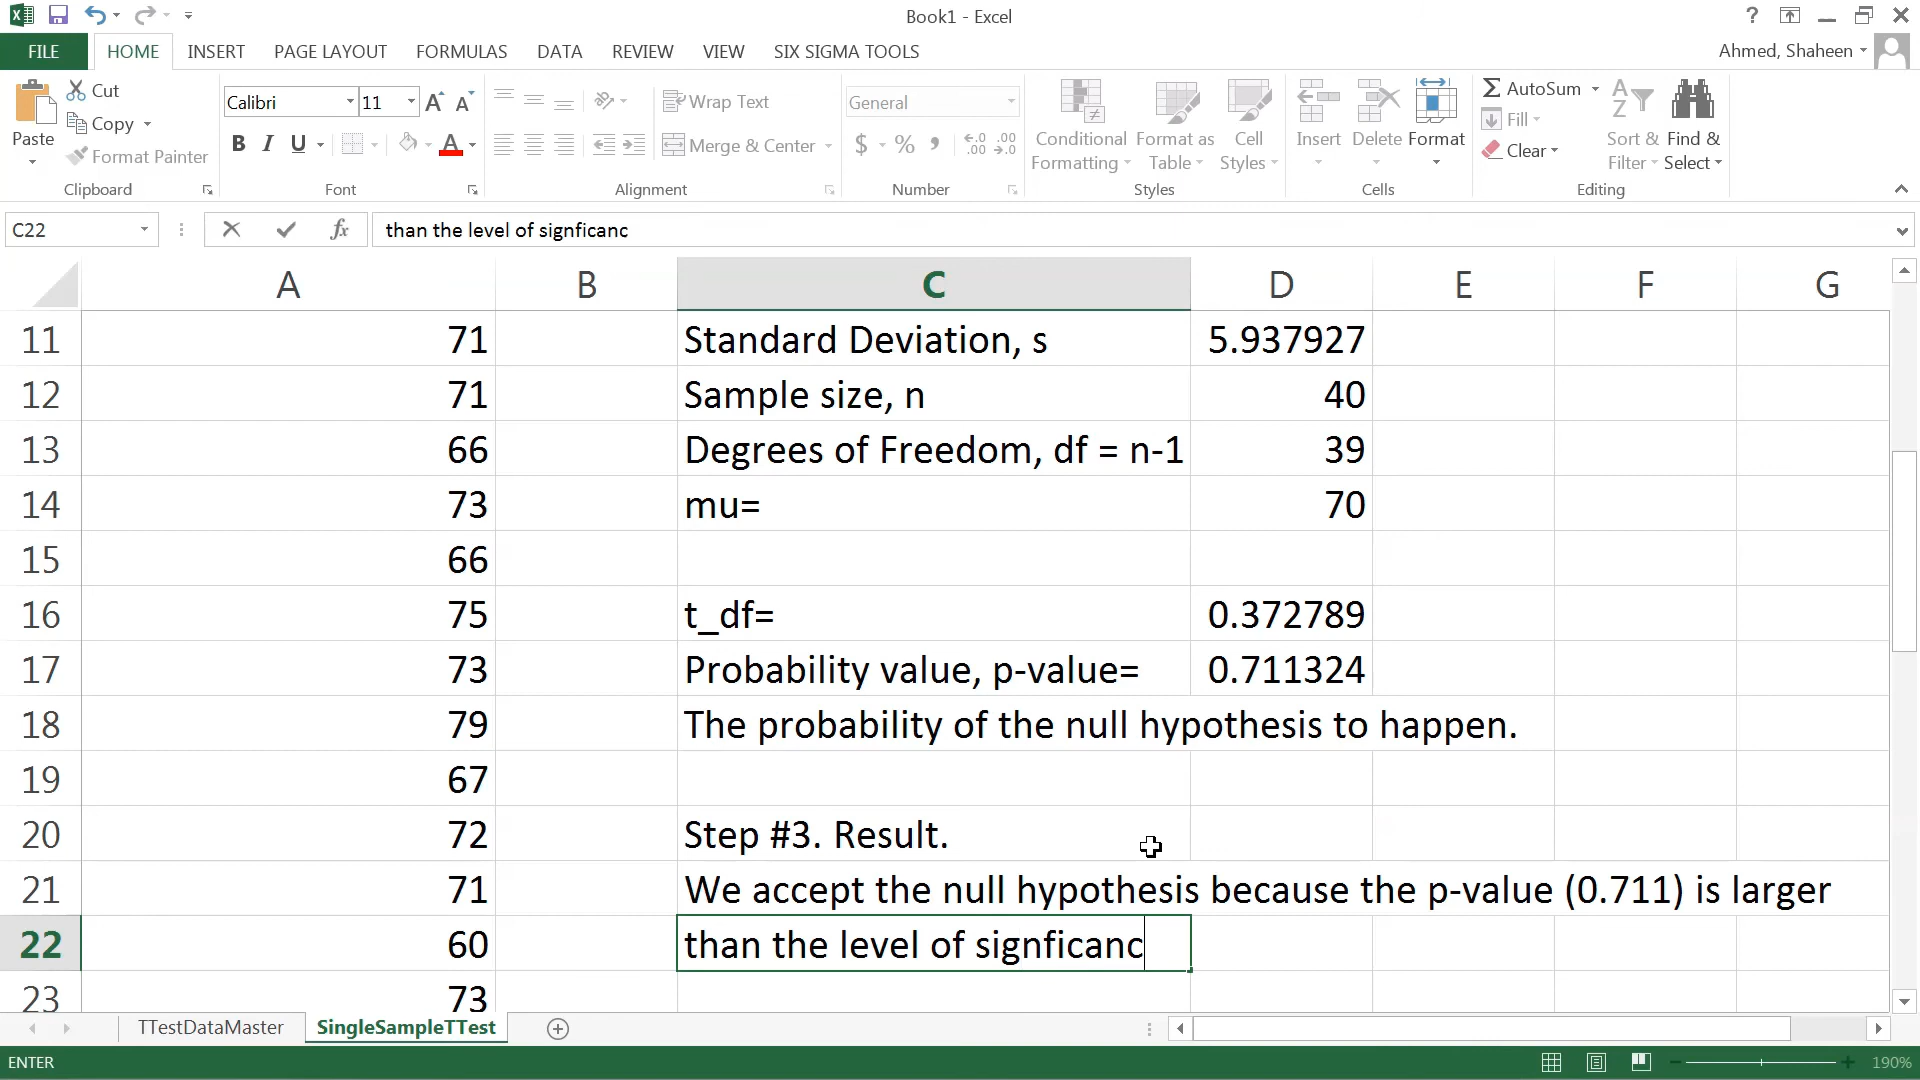 Book1 - Excel
?
FILE HOME INSERT PAGE LAYOUT FORMULAS DATA REVIEW VIEW SIX SIGMA TOOLS
Ahmed, Shaheen
Paste
Cut
Copy
Format Painter
Clipboard
Calibri 11
B I U
Font
Wrap Text
Merge & Center
Alignment
General
$ % ,
Number
Conditional Formatting
Format as Table
Cell Styles
Styles
Insert
Delete
Format
Cells
AutoSum
Fill
Clear
Sort & Filter
Find & Select
Editing
C22 fx than the level of signficanc
A B C D E F G
11 71 Standard Deviation, s 5.937927
12 71 Sample size, n 40
13 66 Degrees of Freedom, df = n-1 39
14 73 mu= 70
15 66
16 75 t_df= 0.372789
17 73 Probability value, p-value= 0.711324
18 79 The probability of the null hypothesis to happen.
19 67
20 72 Step #3. Result.
21 71 We accept the null hypothesis because the p-value (0.711) is larger
22 60 than the level of signficanc
23 73
TTestDataMaster SingleSampleTTest
ENTER
190%